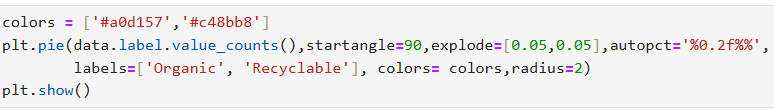 colors = ['#a0d157','#c48bb8']
plt.pie(data.label.value_counts(),startangle=90,explode=[0.05,0.05],autopct='%0.2f%%',
labels=['Organic', 'Recyclable'], colors= colors,radius=2)
plt.show()